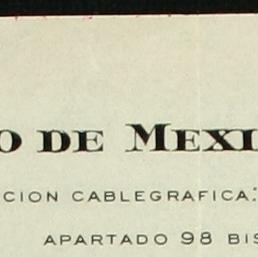 O DE MEXI
CION CABLEGRAFICA:
APARTADO 98 BIS